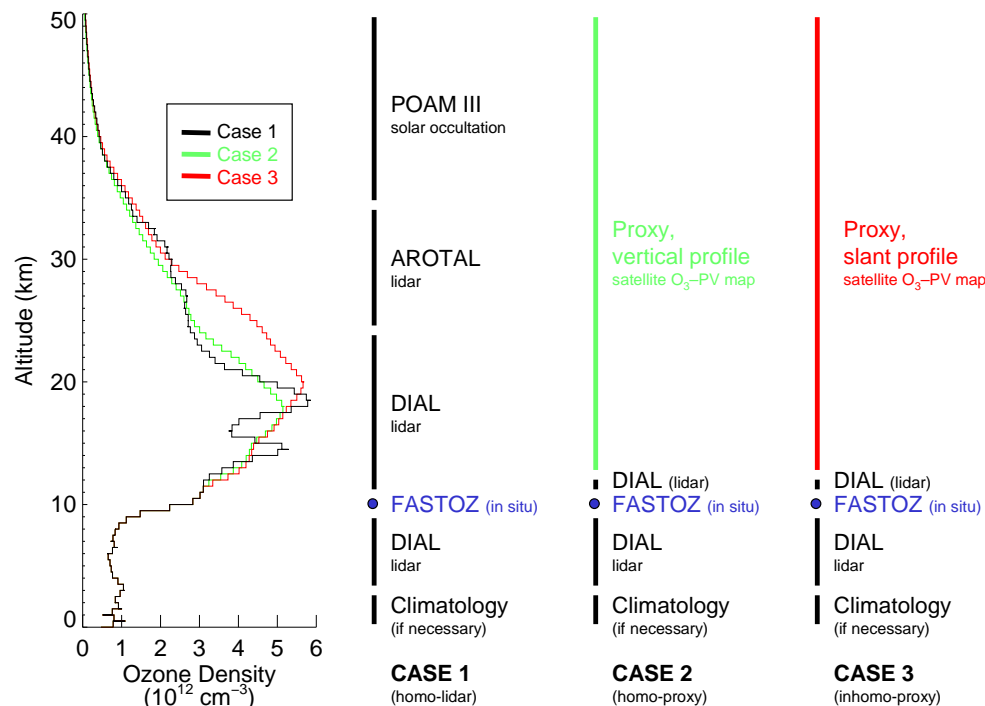 50
40
30
20
10
0
Altitude (km)
0 1 2 3 4 5 6
Ozone Density
(10¹² cm⁻³)
Case 1
Case 2
Case 3
POAM III
solar occultation
AROTAL
lidar
DIAL
lidar
FASTOZ (in situ)
DIAL
lidar
Climatology
(if necessary)
CASE 1
(homo-lidar)
Proxy,
vertical profile
satellite O₃–PV map
DIAL (lidar)
FASTOZ (in situ)
DIAL
lidar
Climatology
(if necessary)
CASE 2
(homo-proxy)
Proxy,
slant profile
satellite O₃–PV map
DIAL (lidar)
FASTOZ (in situ)
DIAL
lidar
Climatology
(if necessary)
CASE 3
(inhomo-proxy)